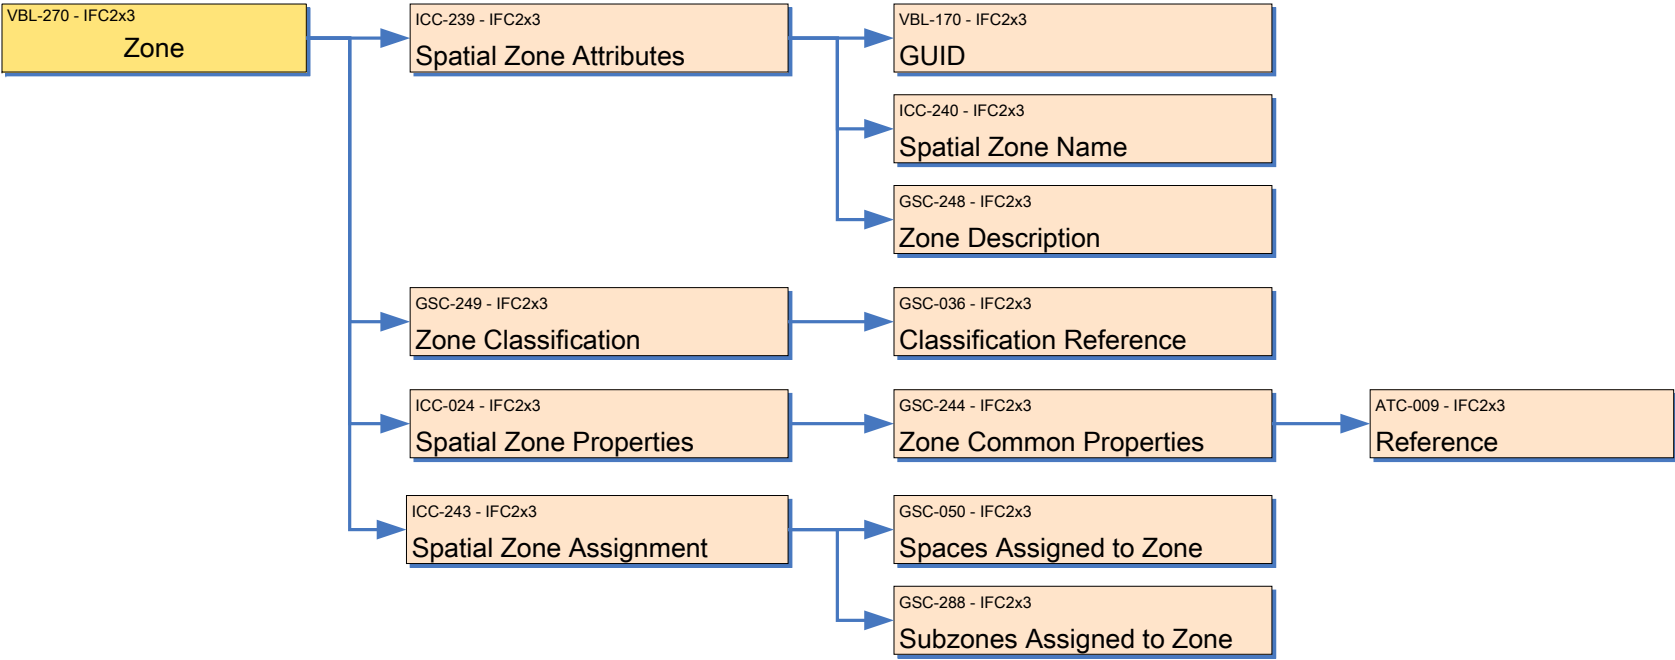 VBL-270 - IFC2x3
Zone
ICC-239 - IFC2x3
Spatial Zone Attributes
VBL-170 - IFC2x3
GUID
ICC-240 - IFC2x3
Spatial Zone Name
GSC-248 - IFC2x3
Zone Description
GSC-249 - IFC2x3
Zone Classification
GSC-036 - IFC2x3
Classification Reference
ICC-024 - IFC2x3
Spatial Zone Properties
GSC-244 - IFC2x3
Zone Common Properties
ATC-009 - IFC2x3
Reference
ICC-243 - IFC2x3
Spatial Zone Assignment
GSC-050 - IFC2x3
Spaces Assigned to Zone
GSC-288 - IFC2x3
Subzones Assigned to Zone